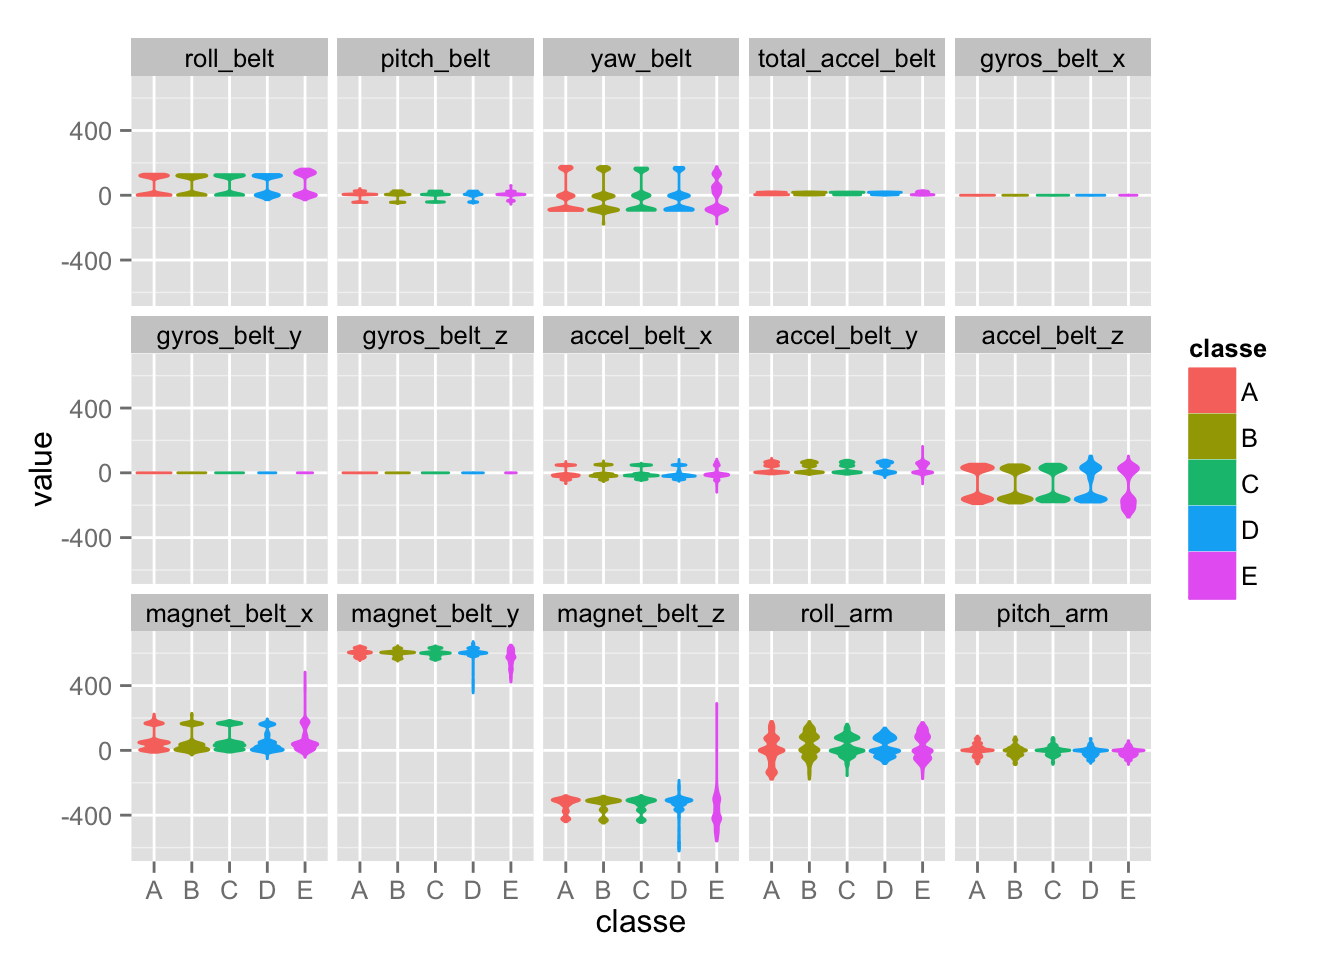 roll_belt pitch_belt yaw_belt total_accel_belt gyros_belt_x
400
0
-400
gyros_belt_y gyros_belt_z accel_belt_x accel_belt_y accel_belt_z
400
0
-400
magnet_belt_x magnet_belt_y magnet_belt_z roll_arm pitch_arm
400
0
-400
A B C D E A B C D E A B C D E A B C D E A B C D E
classe
value
classe
A
B
C
D
E